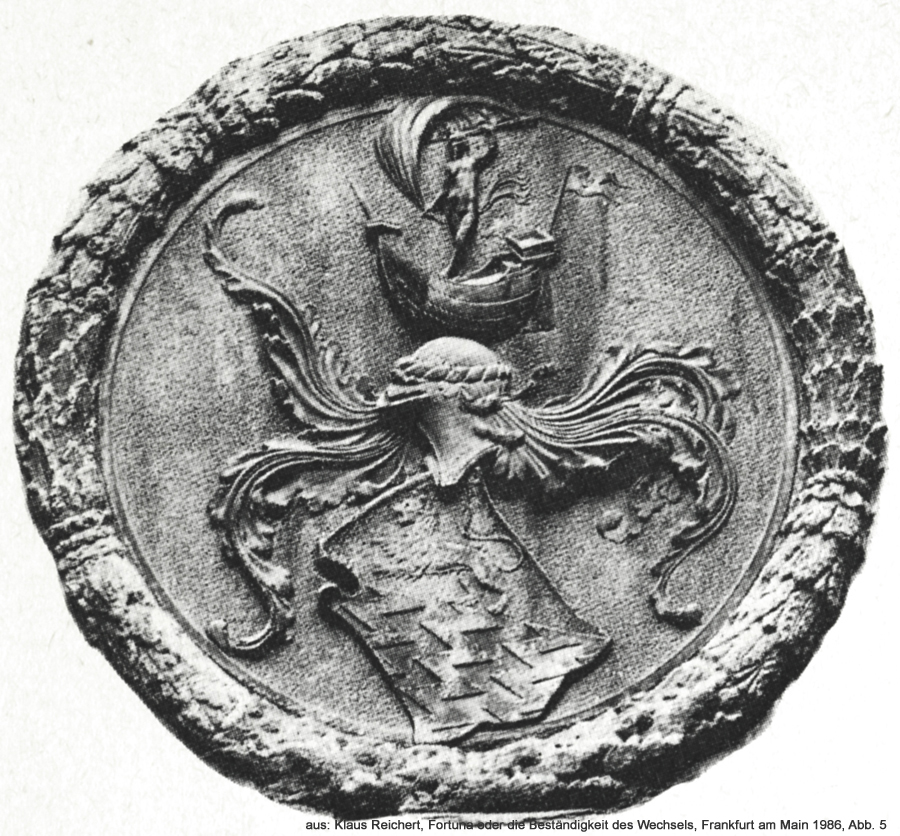 aus: Klaus Reichert, Fortuna oder die Beständigkeit des Wechsels, Frankfurt am Main 1986, Abb. 5